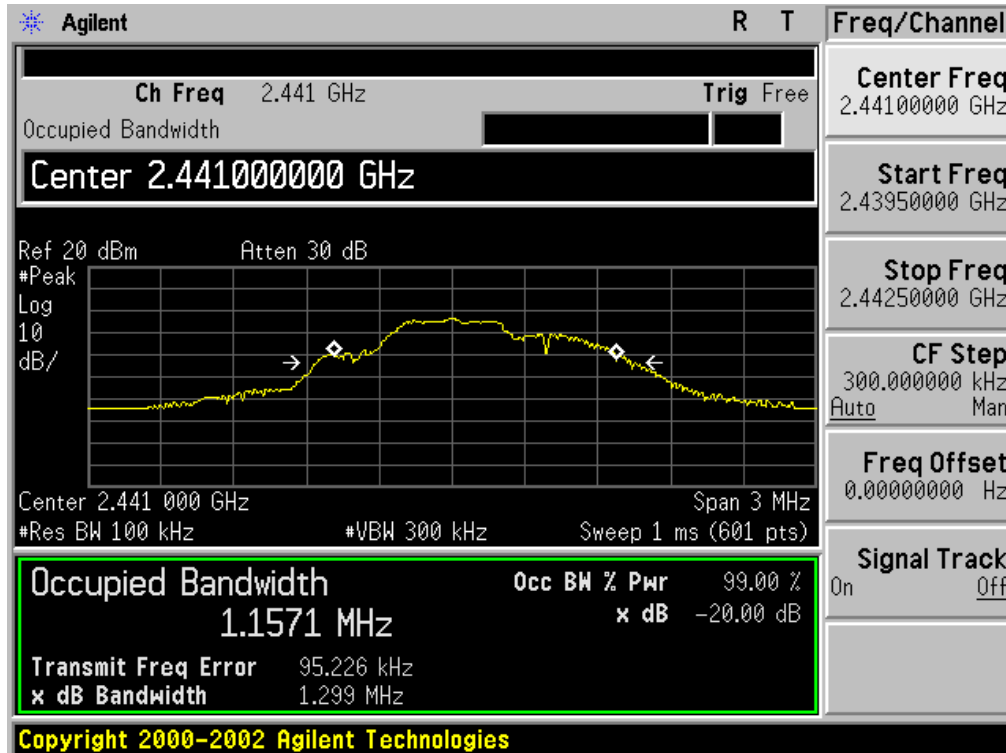 Agilent R T
Freq/Channel
Ch Freq 2.441 GHz Trig Free
Occupied Bandwidth
Center 2.441000000 GHz
Ref 20 dBm Atten 30 dB
#Peak
Log
10
dB/
Center 2.441 000 GHz Span 3 MHz
#Res BW 100 kHz #VBW 300 kHz Sweep 1 ms (601 pts)
Occupied Bandwidth
1.1571 MHz
Occ BW % Pwr 99.00 %
x dB -20.00 dB
Transmit Freq Error 95.226 kHz
x dB Bandwidth 1.299 MHz
Center Freq
2.44100000 GHz
Start Freq
2.43950000 GHz
Stop Freq
2.44250000 GHz
CF Step
300.000000 kHz
Auto Man
Freq Offset
0.00000000 Hz
Signal Track
On Off
Copyright 2000-2002 Agilent Technologies